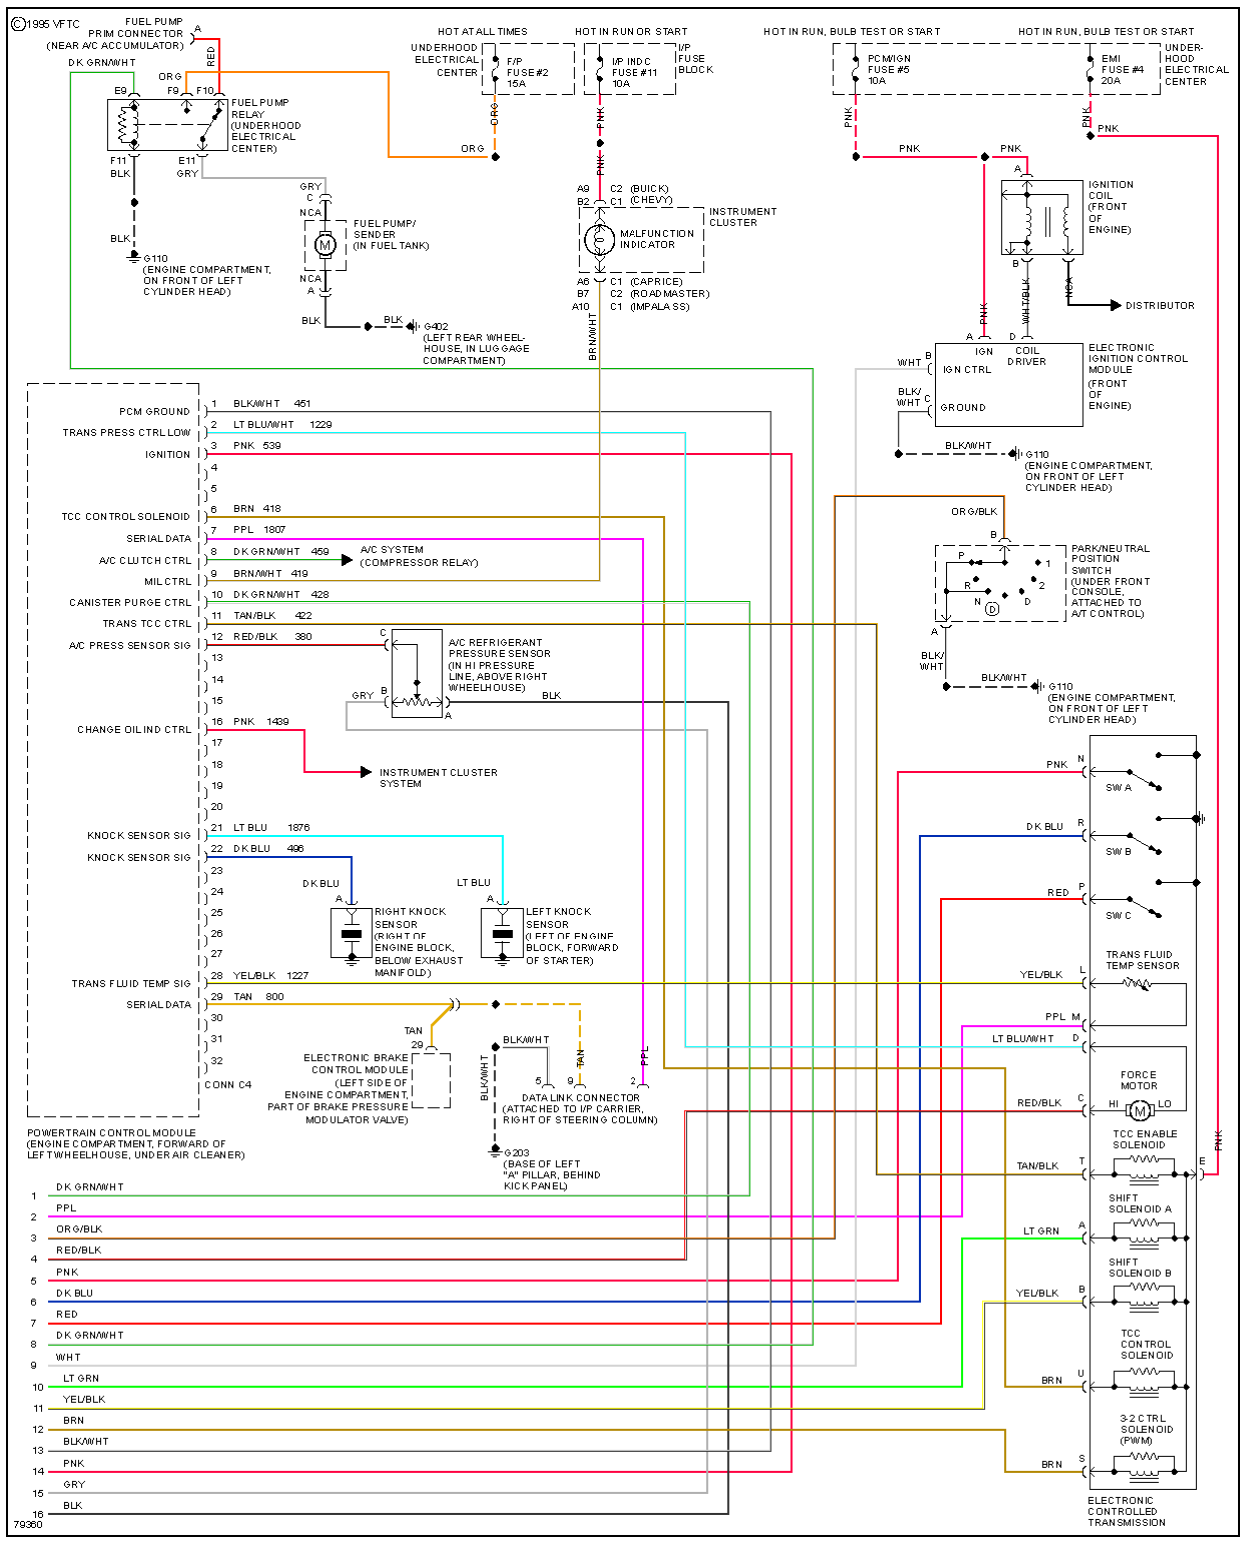 © 1995 VFTC
FUEL PUMP
PRIM CONNECTOR
(NEAR A/C ACCUMULATOR)
A
RED
DK GRN/WHT
ORG
E9
F9
F10
FUEL PUMP
RELAY
(UNDERHOOD
ELECTRICAL
CENTER)
F11
E11
BLK
GRY
BLK
G110
(ENGINE COMPARTMENT,
ON FRONT OF LEFT
CYLINDER HEAD)
GRY
C
NCA
FUEL PUMP/
SENDER
(IN FUEL TANK)
M
NCA
A
BLK
BLK
G402
(LEFT REAR WHEEL-
HOUSE, IN LUGGAGE
COMPARTMENT)
HOT AT ALL TIMES
UNDERHOOD
ELECTRICAL
CENTER
F/P
FUSE #2
15A
ORG
ORG
HOT IN RUN OR START
I/P INDC
FUSE #11
10A
I/P
FUSE
BLOCK
PNK
PNK
A9 C2 (BUICK)
B2 C1 (CHEVY)
INSTRUMENT
CLUSTER
MALFUNCTION
INDICATOR
A6 C1 (CAPRICE)
B7 C2 (ROADMASTER)
A10 C1 (IMPALA SS)
BRN/WHT
HOT IN RUN, BULB TEST OR START
HOT IN RUN, BULB TEST OR START
PCM/IGN
FUSE #5
10A
EMI
FUSE #4
20A
UNDER-
HOOD
ELECTRICAL
CENTER
PNK
PNK
PNK
PNK
PNK
A
IGNITION
COIL
(FRONT
OF
ENGINE)
B
C
WHT/BLK
NCA
DISTRIBUTOR
PNK
A
D
IGN
COIL
DRIVER
ELECTRONIC
IGNITION CONTROL
MODULE
(FRONT
OF
ENGINE)
WHT
B
IGN CTRL
BLK/
WHT
C
GROUND
BLK/WHT
G110
(ENGINE COMPARTMENT,
ON FRONT OF LEFT
CYLINDER HEAD)
ORG/BLK
B
PARK/NEUTRAL
POSITION
SWITCH
(UNDER FRONT
CONSOLE,
ATTACHED TO
A/T CONTROL)
P
1
R
2
N
D
D
A
BLK/
WHT
BLK/WHT
G110
(ENGINE COMPARTMENT,
ON FRONT OF LEFT
CYLINDER HEAD)
PCM GROUND 1 BLK/WHT 451
TRANS PRESS CTRL LOW 2 LT BLU/WHT 1229
IGNITION 3 PNK 539
4
5
TCC CONTROL SOLENOID 6 BRN 418
SERIAL DATA 7 PPL 1807
A/C CLUTCH CTRL 8 DK GRN/WHT 459
MIL CTRL 9 BRN/WHT 419
CANISTER PURGE CTRL 10 DK GRN/WHT 428
TRANS TCC CTRL 11 TAN/BLK 422
A/C PRESS SENSOR SIG 12 RED/BLK 380
13
14
15
CHANGE OIL IND CTRL 16 PNK 1439
17
18
19
20
KNOCK SENSOR SIG 21 LT BLU 1876
KNOCK SENSOR SIG 22 DK BLU 496
23
24
25
26
27
TRANS FLUID TEMP SIG 28 YEL/BLK 1227
SERIAL DATA 29 TAN 800
30
31
32
CONN C4
POWERTRAIN CONTROL MODULE
(ENGINE COMPARTMENT, FORWARD OF
LEFT WHEELHOUSE, UNDER AIR CLEANER)
A/C SYSTEM
(COMPRESSOR RELAY)
C
A/C REFRIGERANT
PRESSURE SENSOR
(IN HI PRESSURE
LINE, ABOVE RIGHT
WHEELHOUSE)
GRY
B
BLK
A
INSTRUMENT CLUSTER
SYSTEM
DK BLU
A
RIGHT KNOCK
SENSOR
(RIGHT OF
ENGINE BLOCK,
BELOW EXHAUST
MANIFOLD)
LT BLU
A
LEFT KNOCK
SENSOR
(LEFT OF ENGINE
BLOCK, FORWARD
OF STARTER)
TAN
29
ELECTRONIC BRAKE
CONTROL MODULE
(LEFT SIDE OF
ENGINE COMPARTMENT,
PART OF BRAKE PRESSURE
MODULATOR VALVE)
BLK/WHT
BLK/WHT
TAN
PPL
5
9
2
DATA LINK CONNECTOR
(ATTACHED TO I/P CARRIER,
RIGHT OF STEERING COLUMN)
G203
(BASE OF LEFT
"A" PILLAR, BEHIND
KICK PANEL)
PNK N
SW A
DK BLU R
SW B
RED P
SW C
TRANS FLUID
TEMP SENSOR
YEL/BLK L
PPL M
LT BLU/WHT D
FORCE
MOTOR
RED/BLK C
HI
M
LO
TCC ENABLE
SOLENOID
TAN/BLK T
E
PNK
SHIFT
SOLENOID A
LT GRN A
SHIFT
SOLENOID B
YEL/BLK B
TCC
CONTROL
SOLENOID
BRN U
3-2 CTRL
SOLENOID
(PWM)
BRN S
ELECTRONIC
CONTROLLED
TRANSMISSION
1 DK GRN/WHT
2 PPL
3 ORG/BLK
4 RED/BLK
5 PNK
6 DK BLU
7 RED
8 DK GRN/WHT
9 WHT
10 LT GRN
11 YEL/BLK
12 BRN
13 BLK/WHT
14 PNK
15 GRY
16 BLK
79360